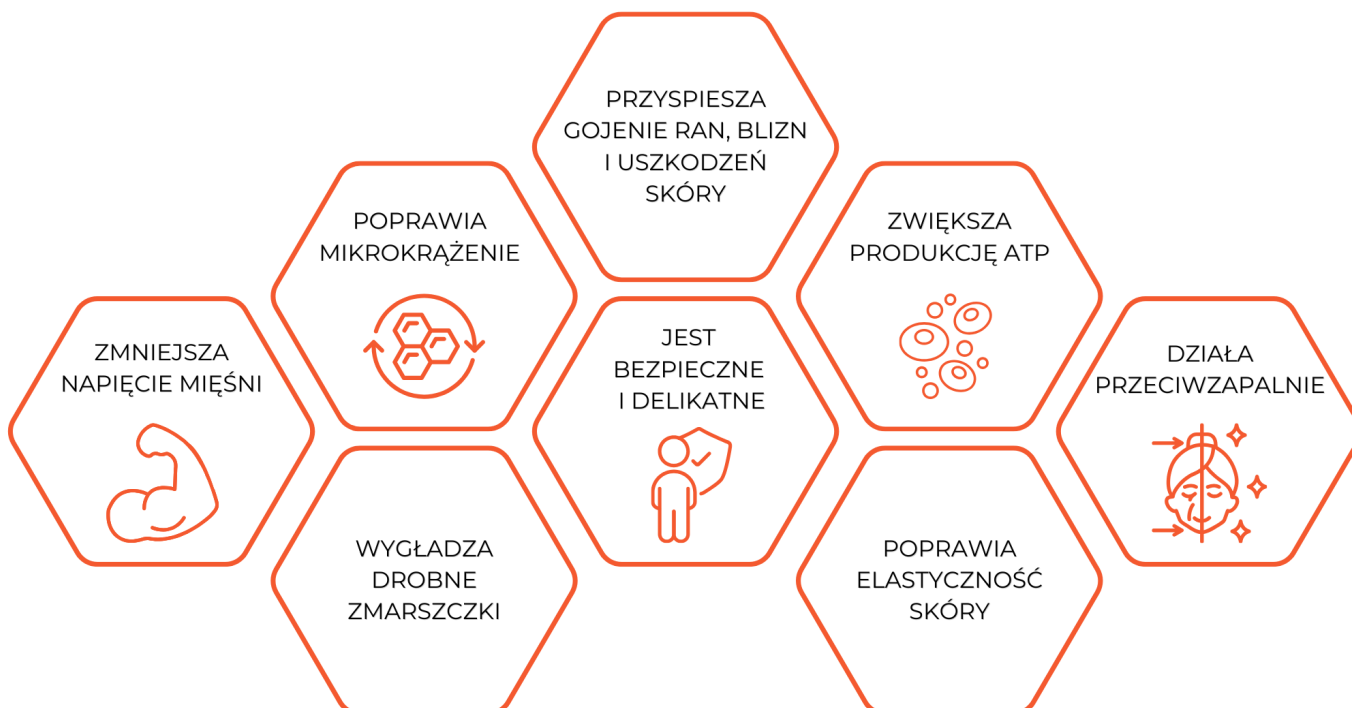 PRZYSPIESZA
GOJENIE RAN, BLIZN
I USZKODZEŃ
SKÓRY
POPRAWIA
MIKROKRĄŻENIE
ZWIĘKSZA
PRODUKCJĘ ATP
ZMNIEJSZA
NAPIĘCIE MIĘŚNI
JEST
BEZPIECZNE
I DELIKATNE
DZIAŁA
PRZECIWZAPALNIE
WYGŁADZA
DROBNE
ZMARSZCZKI
POPRAWIA
ELASTYCZNOŚĆ
SKÓRY